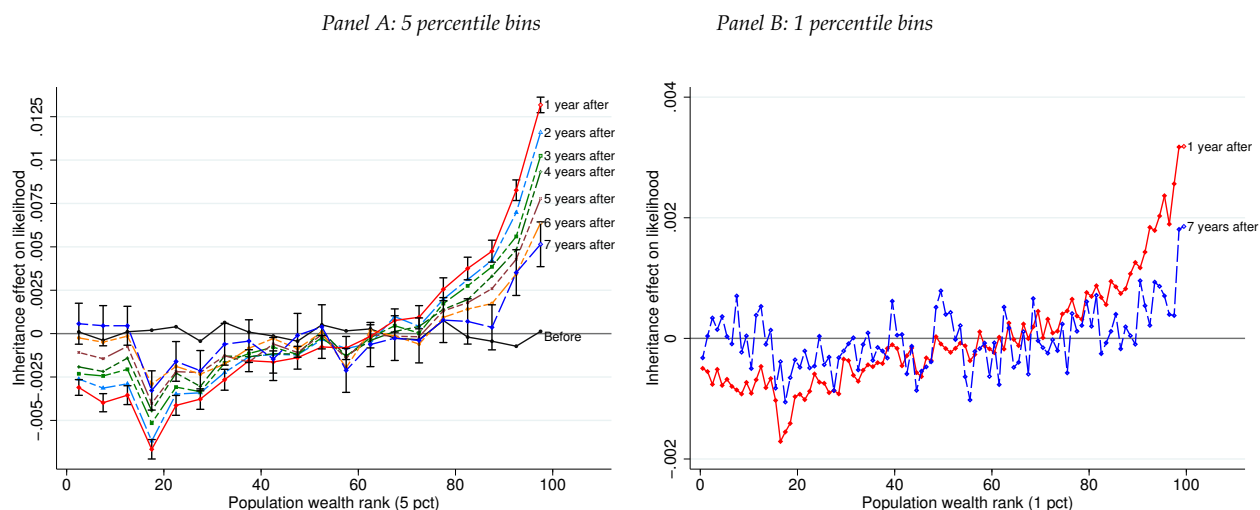 Panel A: 5 percentile bins
Inheritance effect on likelihood
.0125
.01
.0075
.005
.0025
0
-.0025
-.005
0
20
40
60
80
100
Population wealth rank (5 pct)
1 year after
2 years after
3 years after
4 years after
5 years after
6 years after
7 years after
Before
Panel B: 1 percentile bins
Inheritance effect on likelihood
.004
.002
0
-.002
0
20
40
60
80
100
Population wealth rank (1 pct)
1 year after
7 years after